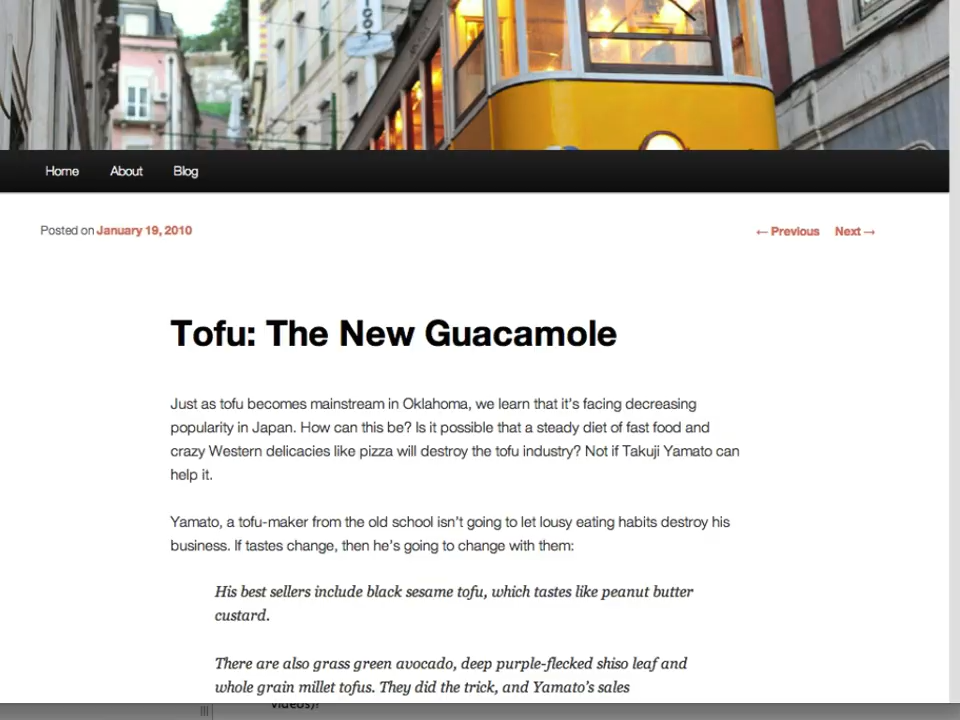 Home About Blog
Posted on January 19, 2010 ← Previous Next →
Tofu: The New Guacamole
Just as tofu becomes mainstream in Oklahoma, we learn that it's facing decreasing
popularity in Japan. How can this be? Is it possible that a steady diet of fast food and
crazy Western delicacies like pizza will destroy the tofu industry? Not if Takuji Yamato can
help it.
Yamato, a tofu-maker from the old school isn't going to let lousy eating habits destroy his
business. If tastes change, then he's going to change with them:
His best sellers include black sesame tofu, which tastes like peanut butter
custard.
There are also grass green avocado, deep purple-flecked shiso leaf and
whole grain millet tofus. They did the trick, and Yamato's sales
videos)?